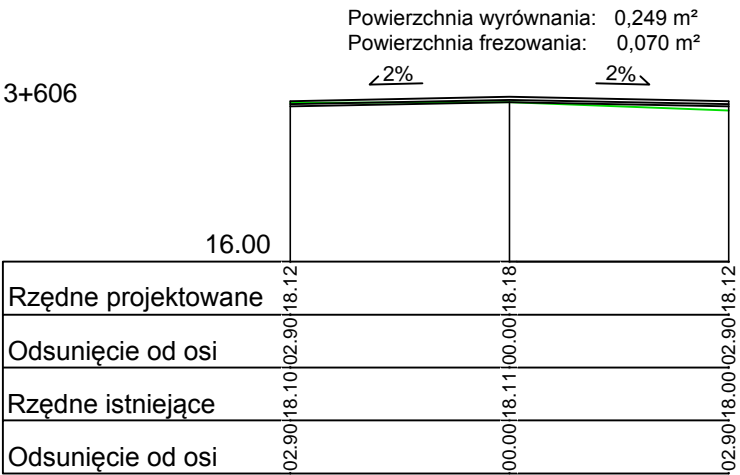 Powierzchnia wyrównania: 0,249 m²
Powierzchnia frezowania: 0,070 m²
2% 2%
3+606
16.00
Rzędne projektowane 18.12 18.18 18.12
Odsunięcie od osi 02.90 00.00 02.90
Rzędne istniejące 18.10 18.11 18.00
Odsunięcie od osi 02.90 00.00 02.90